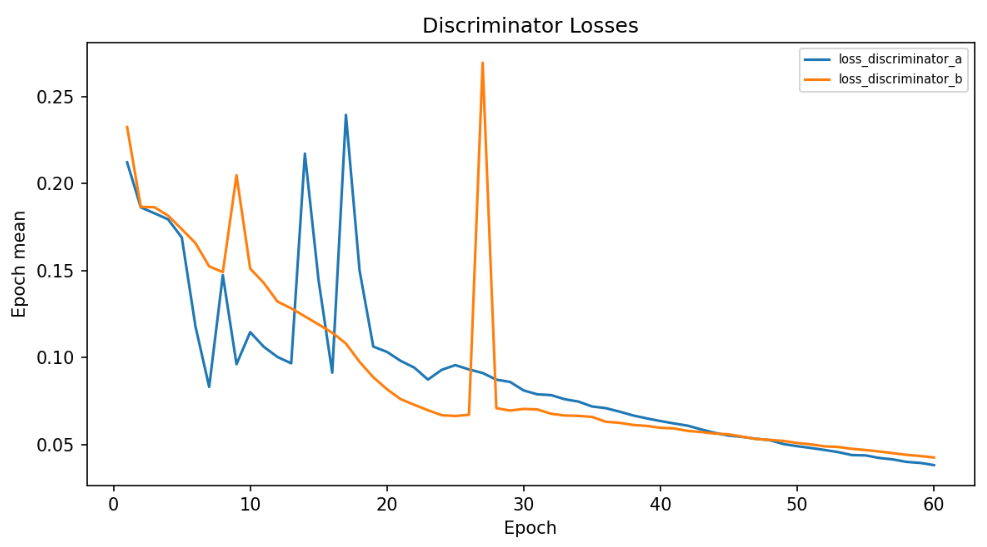 Discriminator Losses
loss_discriminator_a
loss_discriminator_b
Epoch mean
0.25
0.20
0.15
0.10
0.05
0 10 20 30 40 50 60
Epoch